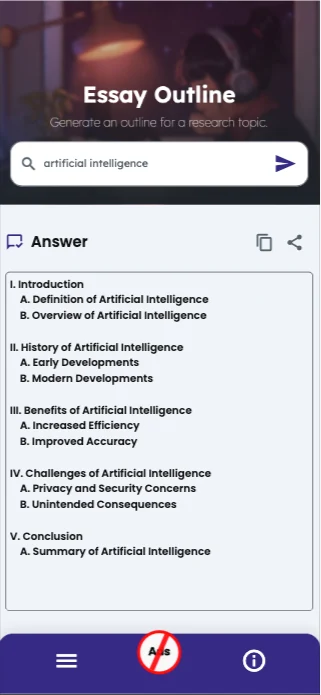 Essay Outline
Generate an outline for a research topic.
artificial intelligence
Answer
I. Introduction
A. Definition of Artificial Intelligence
B. Overview of Artificial Intelligence
II. History of Artificial Intelligence
A. Early Developments
B. Modern Developments
III. Benefits of Artificial Intelligence
A. Increased Efficiency
B. Improved Accuracy
IV. Challenges of Artificial Intelligence
A. Privacy and Security Concerns
B. Unintended Consequences
V. Conclusion
A. Summary of Artificial Intelligence